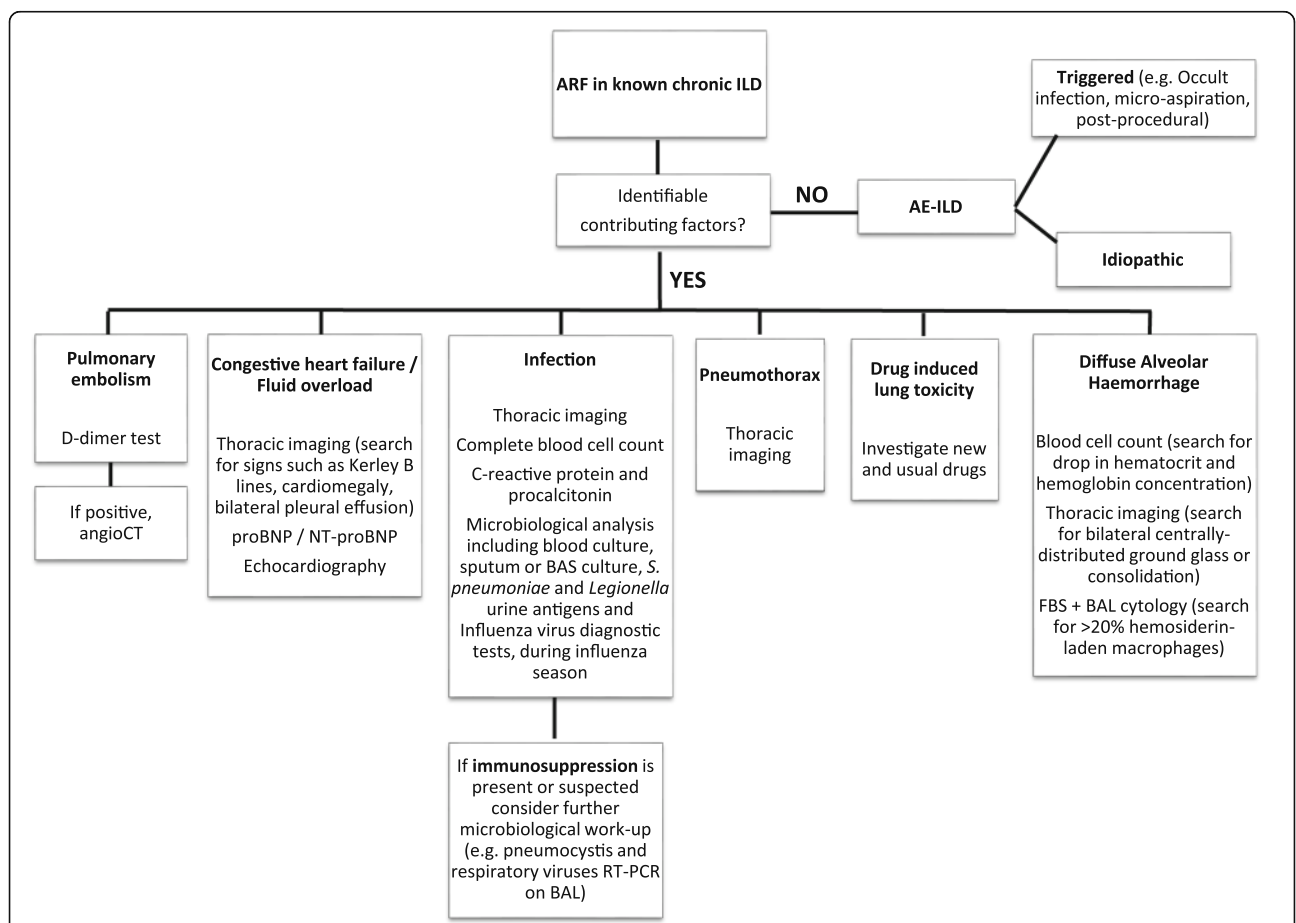 ARF in known chronic ILD
Triggered (e.g. Occult
infection, micro-aspiration,
post-procedural)
Identifiable
contributing factors?
NO
AE-ILD
Idiopathic
YES
Pulmonary
embolism
D-dimer test
If positive,
angioCT
Congestive heart failure /
Fluid overload
Thoracic imaging (search
for signs such as Kerley B
lines, cardiomegaly,
bilateral pleural effusion)
proBNP / NT-proBNP
Echocardiography
Infection
Thoracic imaging
Complete blood cell count
C-reactive protein and
procalcitonin
Microbiological analysis
including blood culture,
sputum or BAS culture, S.
pneumoniae and Legionella
urine antigens and
Influenza virus diagnostic
tests, during influenza
season
If immunosuppression is
present or suspected
consider further
microbiological work-up
(e.g. pneumocystis and
respiratory viruses RT-PCR
on BAL)
Pneumothorax
Thoracic
imaging
Drug induced
lung toxicity
Investigate new
and usual drugs
Diffuse Alveolar
Haemorrhage
Blood cell count (search for
drop in hematocrit and
hemoglobin concentration)
Thoracic imaging (search
for bilateral centrally-
distributed ground glass or
consolidation)
FBS + BAL cytology (search
for >20% hemosiderin-
laden macrophages)